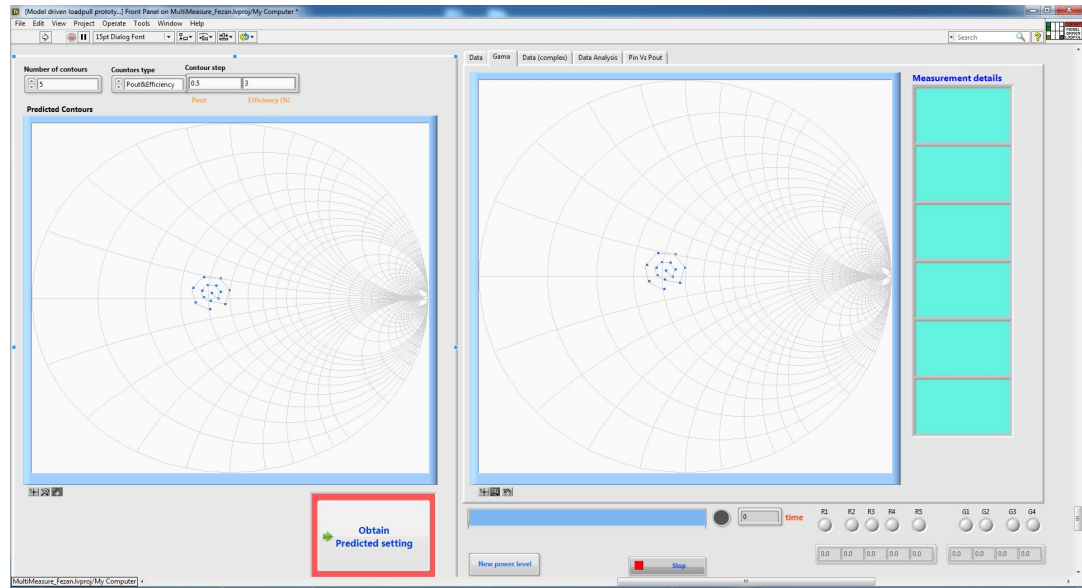 [Model driven loadpull prototy...] Front Panel on MultiMeasure_Fezan.lvproj/My Computer *
File Edit View Project Operate Tools Window Help
15pt Dialog Font
Search
MODEL
DRIVEN
Number of contours
Countors type
Contour step
5
Pout&Efficiency
0.5
3
Pout
Efficiency (%)
Predicted Contours
Obtain
Predicted setting
Data
Gama
Data (complex)
Data Analysis
Pin Vs Pout
Measurement details
0
time
R1 R2 R3 R4 R5
G1 G2 G3 G4
0.0 0.0 0.0 0.0
0.0 0.0 0.0 0.0
New power level
Stop
MultiMeasure_Fezan.lvproj/My Computer